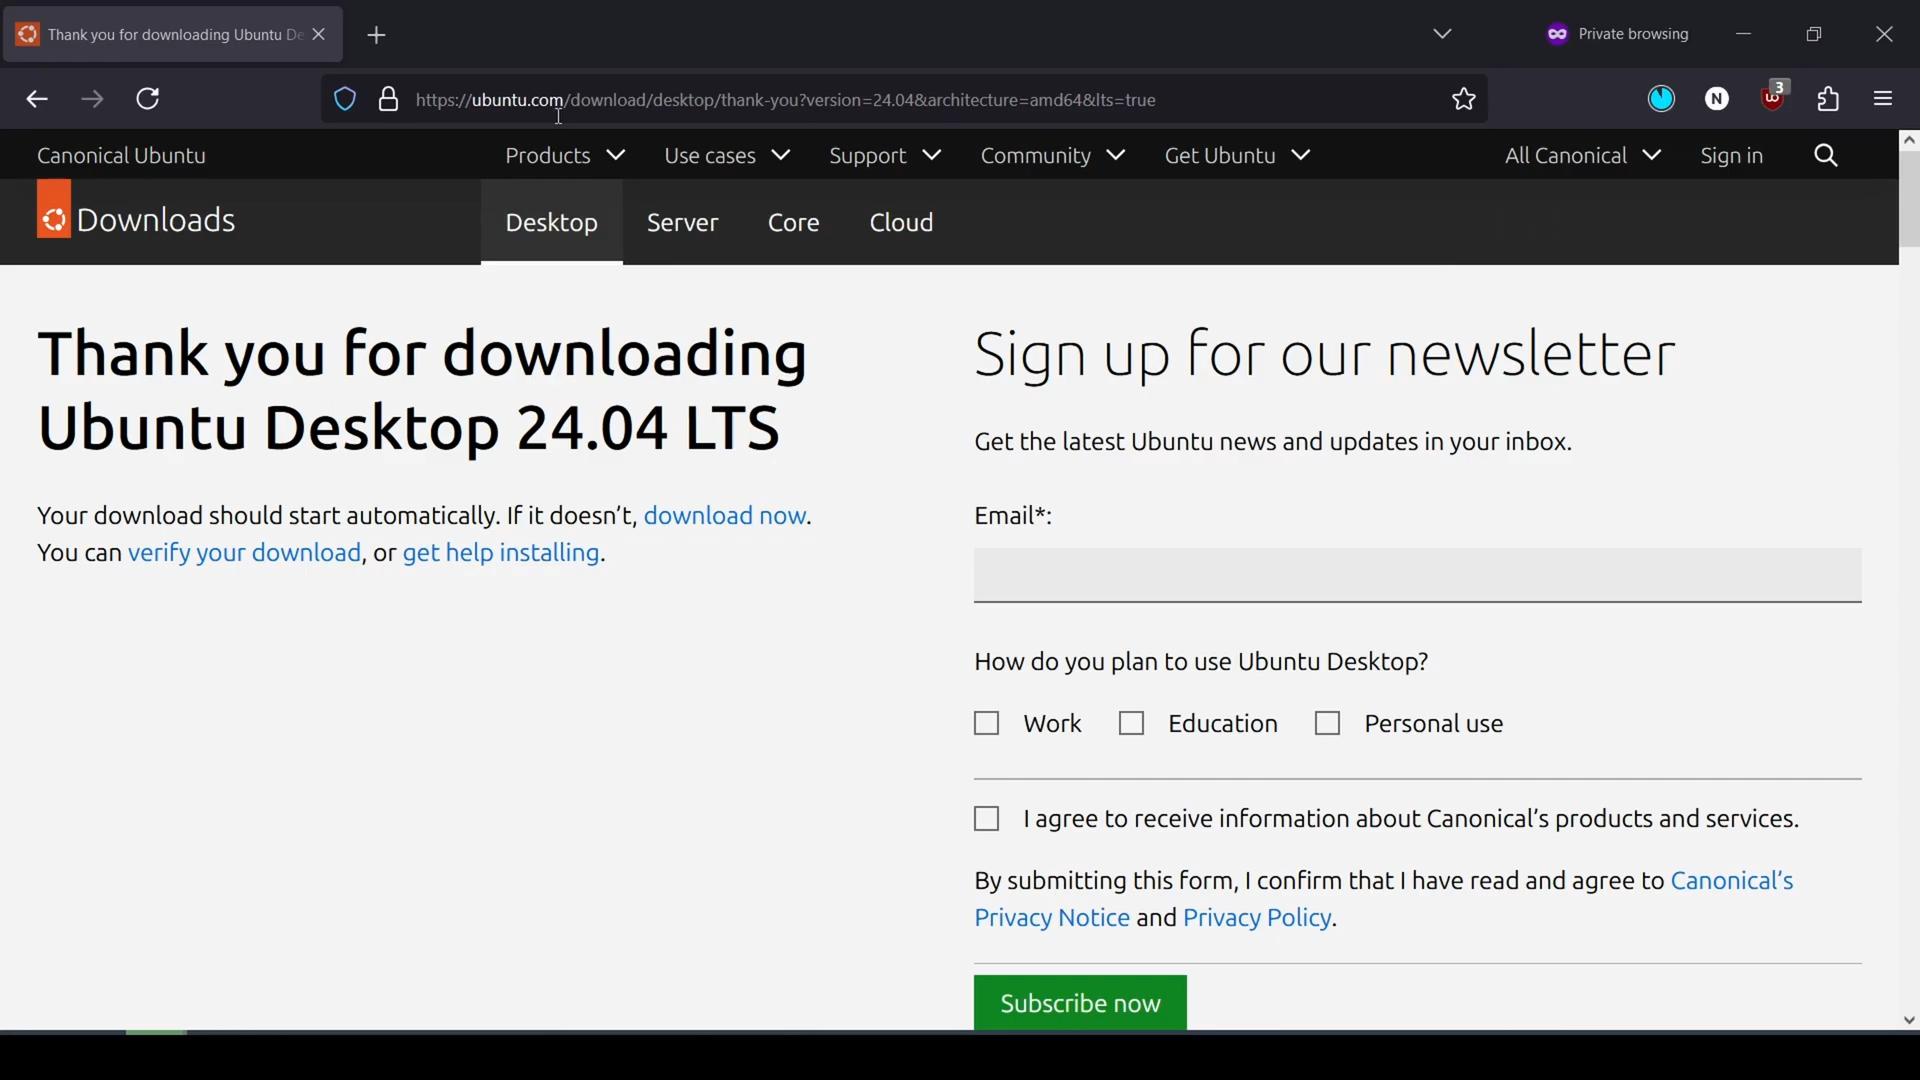 Thank you for downloading Ubuntu De
Private browsing
https://ubuntu.com/download/desktop/thank-you?version=24.04&architecture=amd64&lts=true
N
3
Canonical Ubuntu
Products
Use cases
Support
Community
Get Ubuntu
All Canonical
Sign in
Downloads
Desktop
Server
Core
Cloud
Thank you for downloading
Ubuntu Desktop 24.04 LTS
Your download should start automatically. If it doesn’t, download now.
You can verify your download, or get help installing.
Sign up for our newsletter
Get the latest Ubuntu news and updates in your inbox.
Email*:
How do you plan to use Ubuntu Desktop?
Work
Education
Personal use
I agree to receive information about Canonical’s products and services.
By submitting this form, I confirm that I have read and agree to Canonical’s
Privacy Notice and Privacy Policy.
Subscribe now